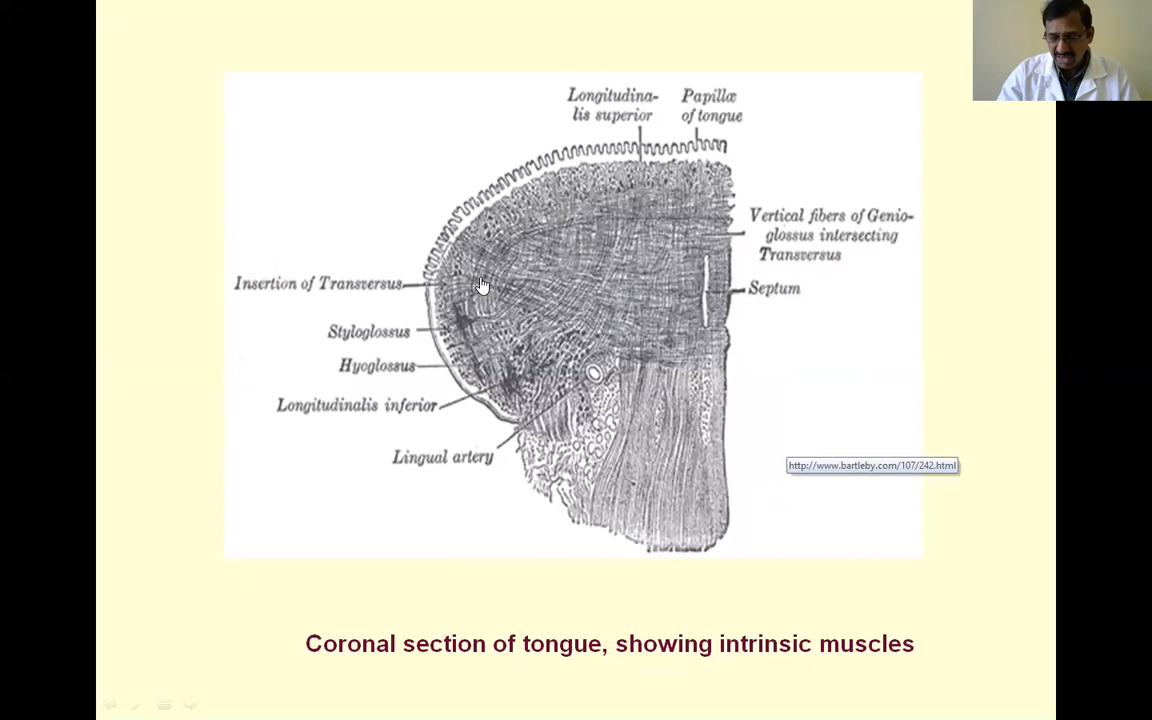 Longitudina-
lis superior
Papillæ
of tongue
Vertical fibers of Genio-
glossus intersecting
Transversus
Insertion of Transversus
Septum
Styloglossus
Hyoglossus
Longitudinalis inferior
Lingual artery
http://www.bartleby.com/107/242.html
Coronal section of tongue, showing intrinsic muscles